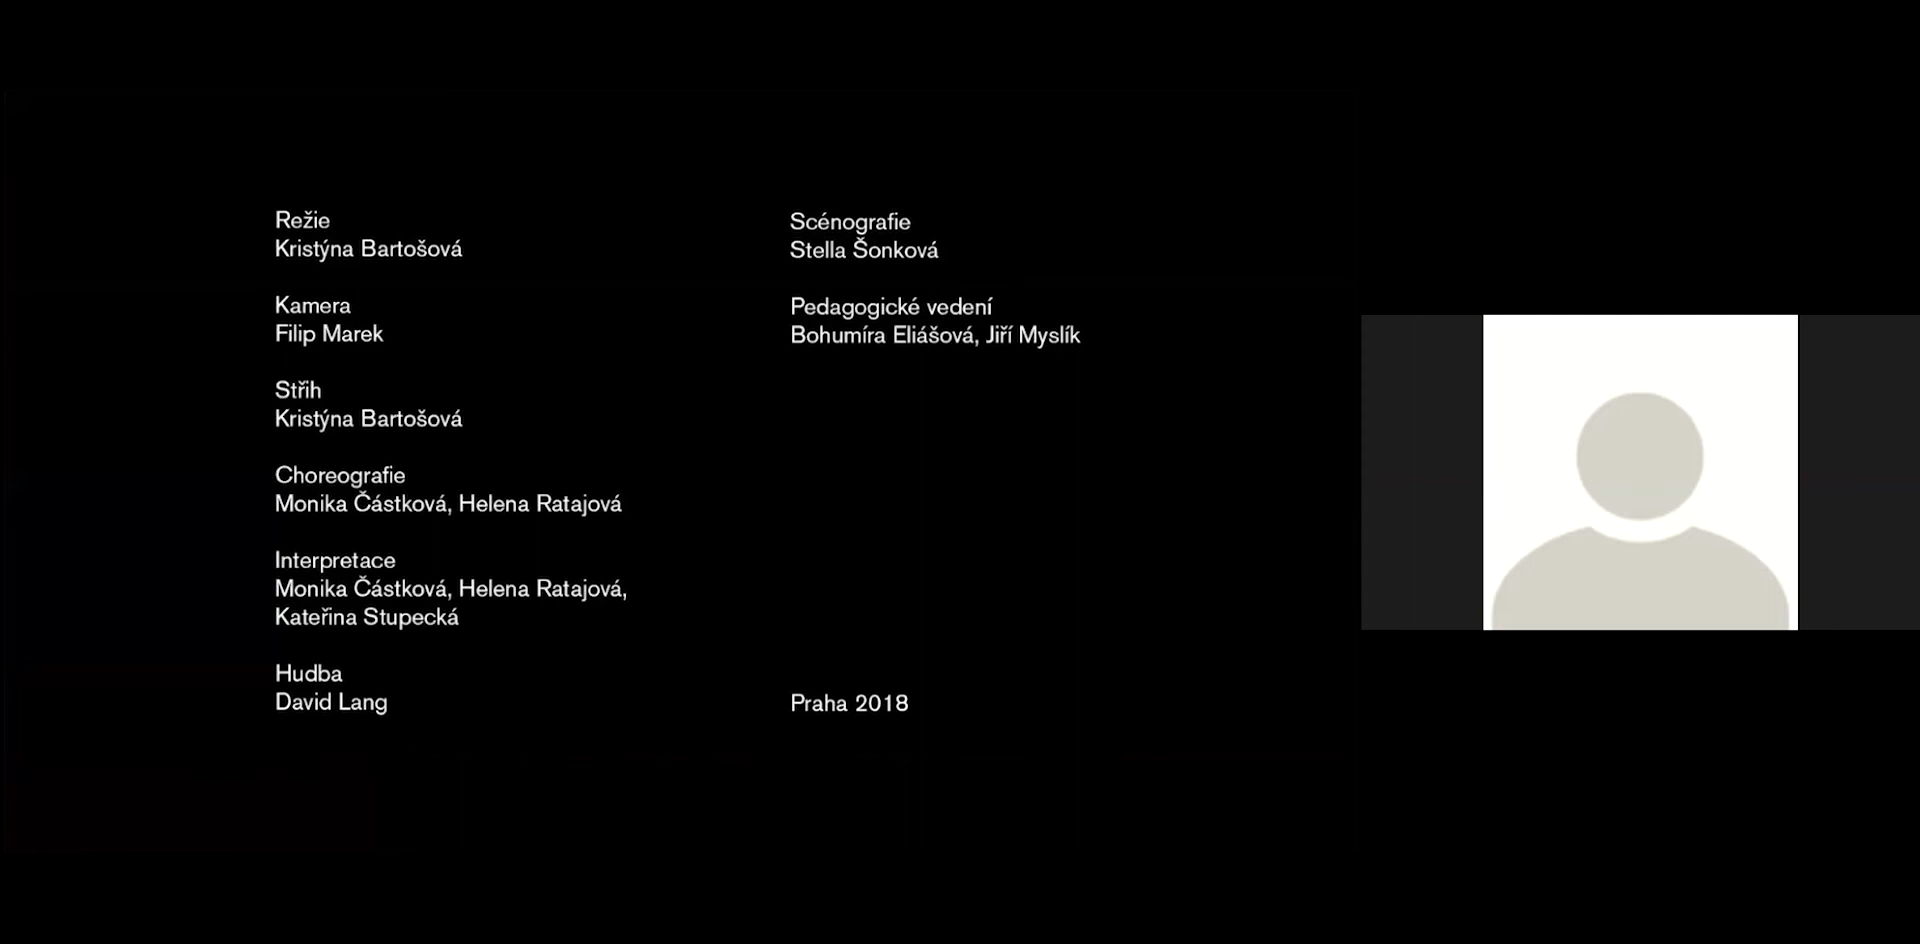 Režie
Kristýna Bartošová
Kamera
Filip Marek
Střih
Kristýna Bartošová
Choreografie
Monika Částková, Helena Ratajová
Interpretace
Monika Částková, Helena Ratajová,
Kateřina Stupecká
Hudba
David Lang
Scénografie
Stella Šonková
Pedagogické vedení
Bohumíra Eliášová, Jiří Myslík
Praha 2018